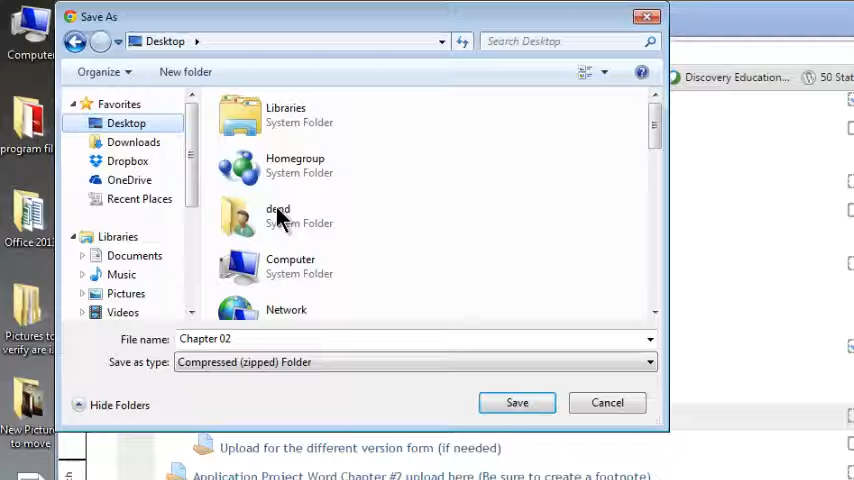 Save As
Computer
Desktop
Search Desktop
Organize
New folder
Discovery Education...
50 Stat
Favorites
Desktop
Downloads
Dropbox
OneDrive
Recent Places
Libraries
Documents
Music
Pictures
Videos
Libraries
System Folder
Homegroup
System Folder
System Folder
Computer
System Folder
Network
program fil
Office 2013
Pictures to
verify are i...
New Picture
to move
File name:
Chapter 02
Save as type:
Compressed (zipped) Folder
Hide Folders
Save
Cancel
Upload for the different version form (if needed)
Application Project Word Chapter #2 upload here (Be sure to create a footnote)